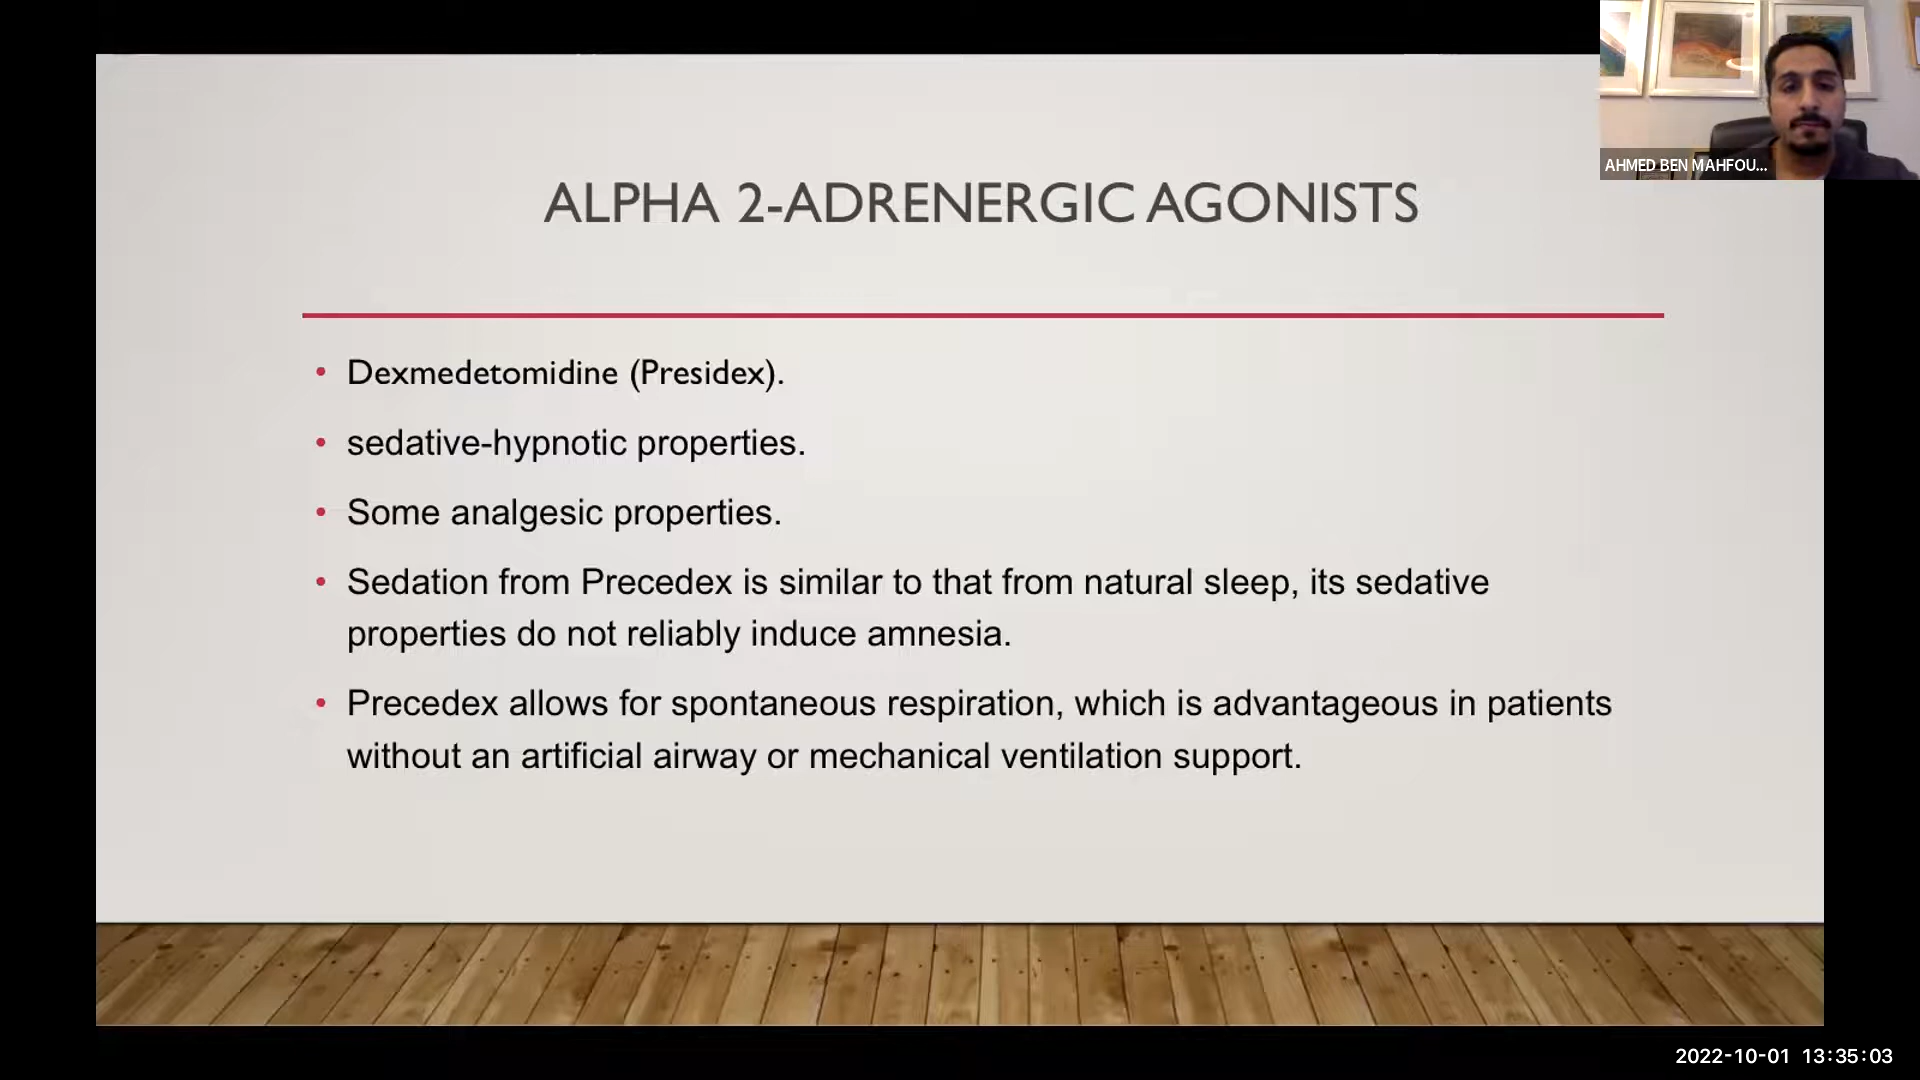 AHMED BEN MAHFOU...
ALPHA 2-ADRENERGIC AGONISTS
• Dexmedetomidine (Presidex).
• sedative-hypnotic properties.
• Some analgesic properties.
• Sedation from Precedex is similar to that from natural sleep, its sedative
properties do not reliably induce amnesia.
• Precedex allows for spontaneous respiration, which is advantageous in patients
without an artificial airway or mechanical ventilation support.
2022-10-01 13:35:03